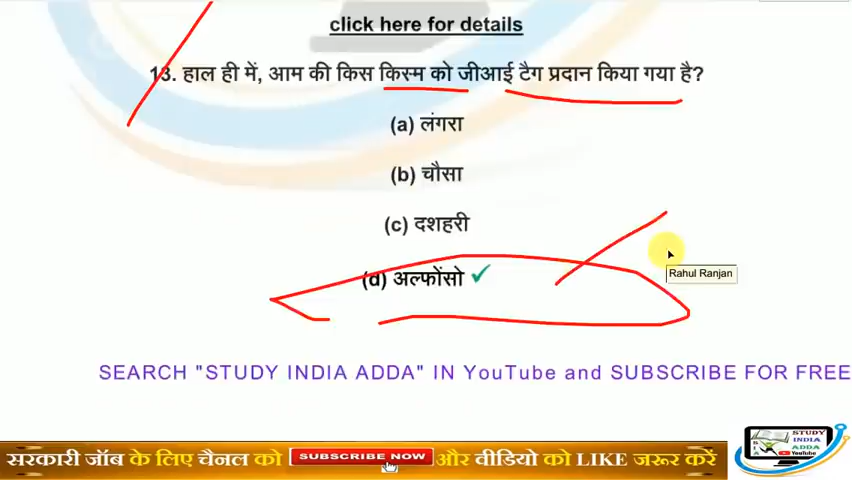 click here for details
13. हाल ही में, आम की किस किस्म को जीआई टैग प्रदान किया गया है?
(a) लंगरा
(b) चौसा
(c) दशहरी
(d) अल्फोंसो
Rahul Ranjan
SEARCH "STUDY INDIA ADDA" IN YouTube and SUBSCRIBE FOR FREE
सरकारी जॉब के लिए चैनल को SUBSCRIBE NOW और वीडियो को LIKE जरूर करें
STUDY
INDIA
ADDA
YouTube